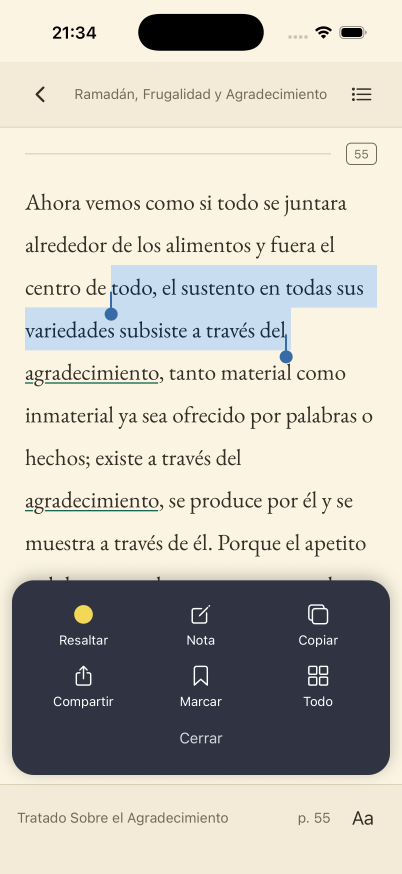 21:34
Ramadán, Frugalidad y Agradecimiento
55
Ahora vemos como si todo se juntara
alrededor de los alimentos y fuera el
centro de todo, el sustento en todas sus
variedades subsiste a través del
agradecimiento, tanto material como
inmaterial ya sea ofrecido por palabras o
hechos; existe a través del
agradecimiento, se produce por él y se
muestra a través de él. Porque el apetito
Resaltar
Nota
Copiar
Compartir
Marcar
Todo
Cerrar
Tratado Sobre el Agradecimiento
p. 55
Aa